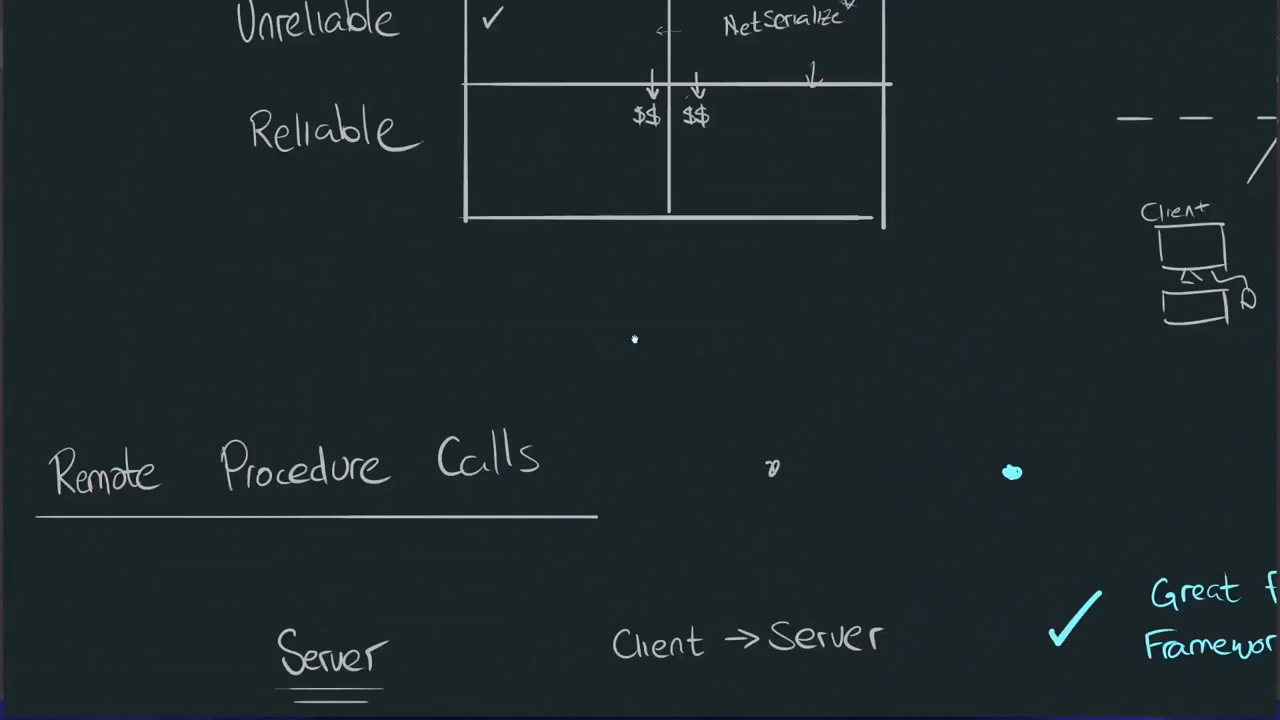 Unreliable ✓ ← NetSerialize
$$ $$
Reliable
Client
Remote Procedure Calls
✓ Great f
Server Client → Server Framewor